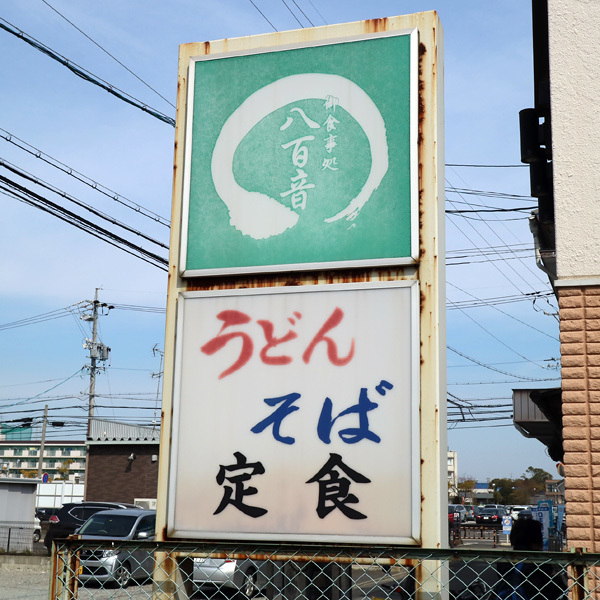 御食事処
八百音
うどん
そば
定食